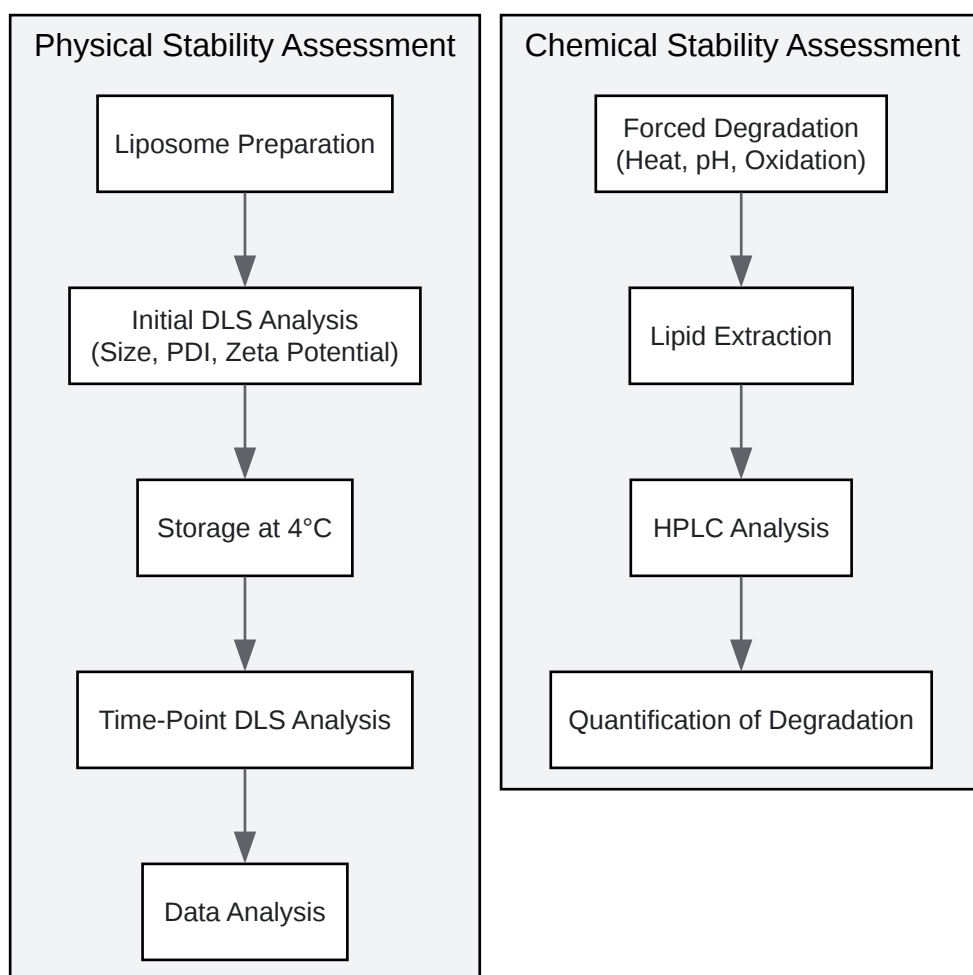 Physical Stability Assessment
Liposome Preparation
Initial DLS Analysis
(Size, PDI, Zeta Potential)
Storage at 4°C
Time-Point DLS Analysis
Data Analysis
Chemical Stability Assessment
Forced Degradation
(Heat, pH, Oxidation)
Lipid Extraction
HPLC Analysis
Quantification of Degradation